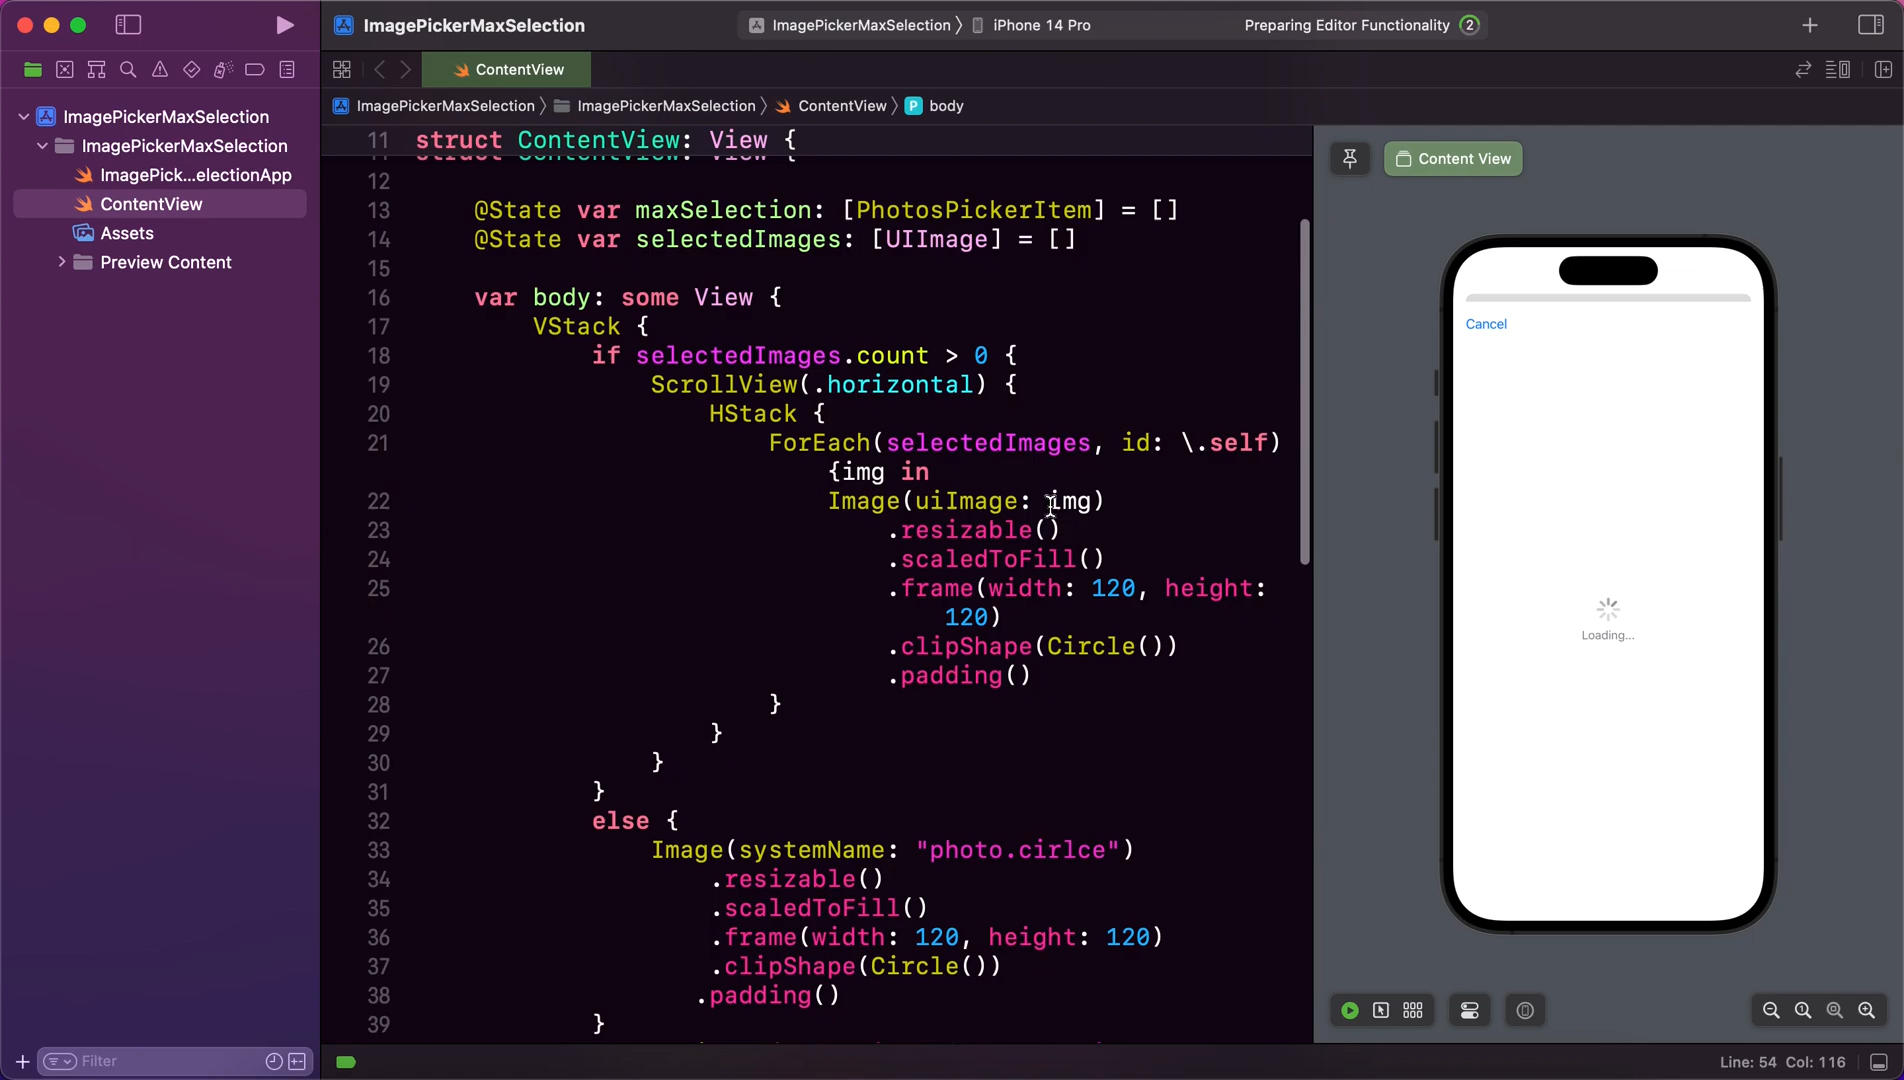 ImagePickerMaxSelection
ImagePickerMaxSelection 〉 iPhone 14 Pro
Preparing Editor Functionality 2
ContentView
ImagePickerMaxSelection 〉 ImagePickerMaxSelection 〉 ContentView 〉 P body
ImagePickerMaxSelection
ImagePickerMaxSelection
ImagePick...electionApp
ContentView
Assets
Preview Content
Filter
11 struct ContentView: View {
12
13 @State var maxSelection: [PhotosPickerItem] = []
14 @State var selectedImages: [UIImage] = []
15
16 var body: some View {
17 VStack {
18 if selectedImages.count > 0 {
19 ScrollView(.horizontal) {
20 HStack {
21 ForEach(selectedImages, id: \.self)
{img in
22 Image(uiImage: img)
23 .resizable()
24 .scaledToFill()
25 .frame(width: 120, height:
120)
26 .clipShape(Circle())
27 .padding()
28 }
29 }
30 }
31 }
32 else {
33 Image(systemName: "photo.cirlce")
34 .resizable()
35 .scaledToFill()
36 .frame(width: 120, height: 120)
37 .clipShape(Circle())
38 .padding()
39 }
Content View
Cancel
Loading...
Line: 54 Col: 116